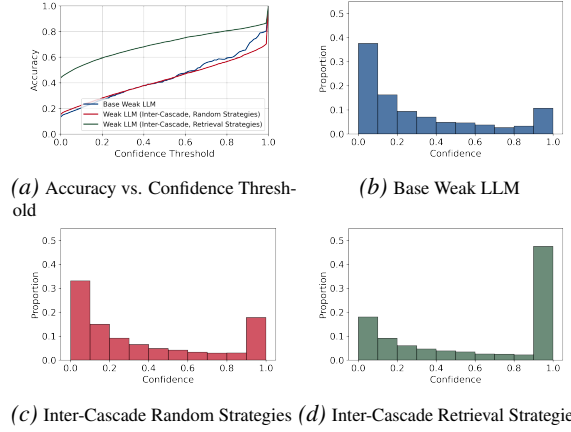 1.0
0.8
0.6
0.4
0.2
0.0
Accuracy
Base Weak LLM
Weak LLM (Inter-Cascade, Random Strategies)
Weak LLM (Inter-Cascade, Retrieval Strategies)
0.0 0.2 0.4 0.6 0.8 1.0
Confidence Threshold
0.5
0.4
0.3
0.2
0.1
0.0
Proportion
0.0 0.2 0.4 0.6 0.8 1.0
Confidence
(a) Accuracy vs. Confidence Thresh-
old
(b) Base Weak LLM
0.5
0.4
0.3
0.2
0.1
0.0
Proportion
0.0 0.2 0.4 0.6 0.8 1.0
Confidence
0.5
0.4
0.3
0.2
0.1
0.0
Proportion
0.0 0.2 0.4 0.6 0.8 1.0
Confidence
(c) Inter-Cascade Random Strategies
(d) Inter-Cascade Retrieval Strategie